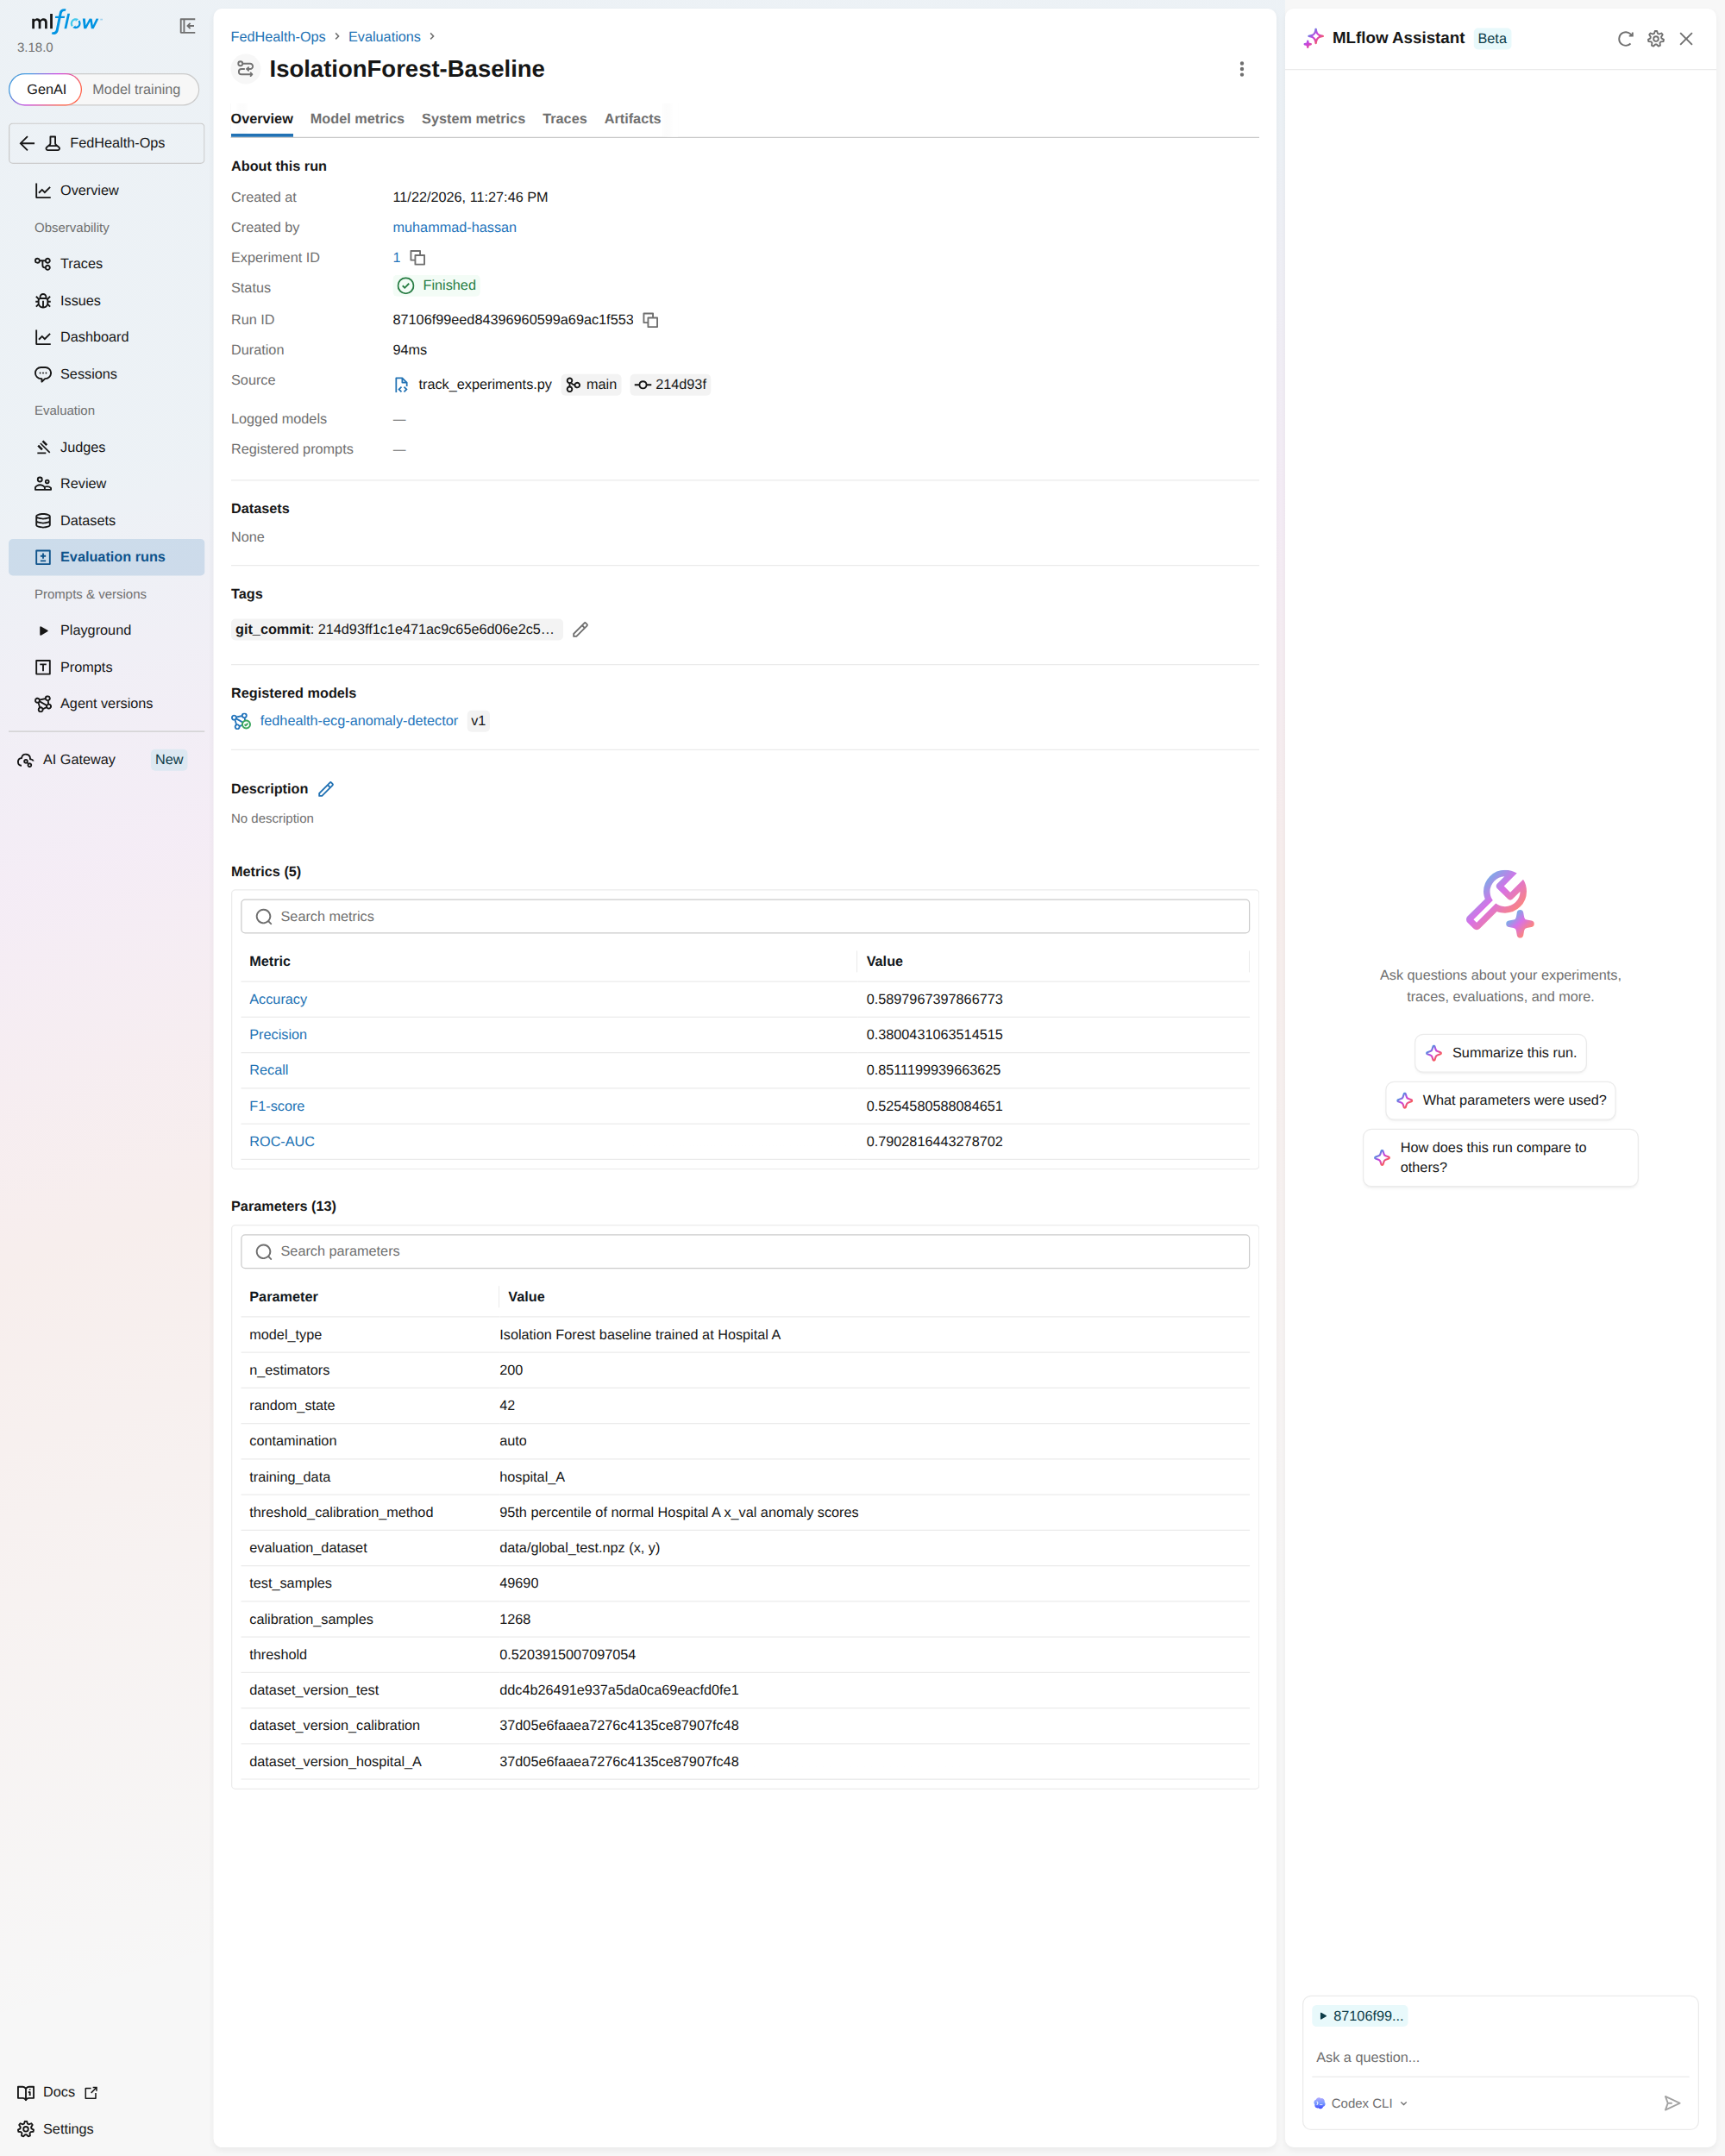 mlflow
3.18.0
GenAI
Model training
FedHealth-Ops
Overview
Observability
Traces
Issues
Dashboard
Sessions
Evaluation
Judges
Review
Datasets
Evaluation runs
Prompts & versions
Playground
Prompts
Agent versions
AI Gateway New
Docs
Settings
FedHealth-Ops > Evaluations >
IsolationForest-Baseline
Overview Model metrics System metrics Traces Artifacts
About this run
Created at 11/22/2026, 11:27:46 PM
Created by muhammad-hassan
Experiment ID 1
Status Finished
Run ID 87106f99eed84396960599a69ac1f553
Duration 94ms
Source track_experiments.py main 214d93f
Logged models —
Registered prompts —
Datasets
None
Tags
git_commit: 214d93ff1c1e471ac9c65e6d06e2c5...
Registered models
fedhealth-ecg-anomaly-detector v1
Description
No description
Metrics (5)
Search metrics
Metric Value
Accuracy 0.5897967397866773
Precision 0.3800431063514515
Recall 0.8511199939663625
F1-score 0.5254580588084651
ROC-AUC 0.7902816443278702
Parameters (13)
Search parameters
Parameter Value
model_type Isolation Forest baseline trained at Hospital A
n_estimators 200
random_state 42
contamination auto
training_data hospital_A
threshold_calibration_method 95th percentile of normal Hospital A x_val anomaly scores
evaluation_dataset data/global_test.npz (x, y)
test_samples 49690
calibration_samples 1268
threshold 0.5203915007097054
dataset_version_test ddc4b26491e937a5da0ca69eacfd0fe1
dataset_version_calibration 37d05e6faaea7276c4135ce87907fc48
dataset_version_hospital_A 37d05e6faaea7276c4135ce87907fc48
MLflow Assistant Beta
Ask questions about your experiments,
traces, evaluations, and more.
Summarize this run.
What parameters were used?
How does this run compare to
others?
87106f99...
Ask a question...
Codex CLI